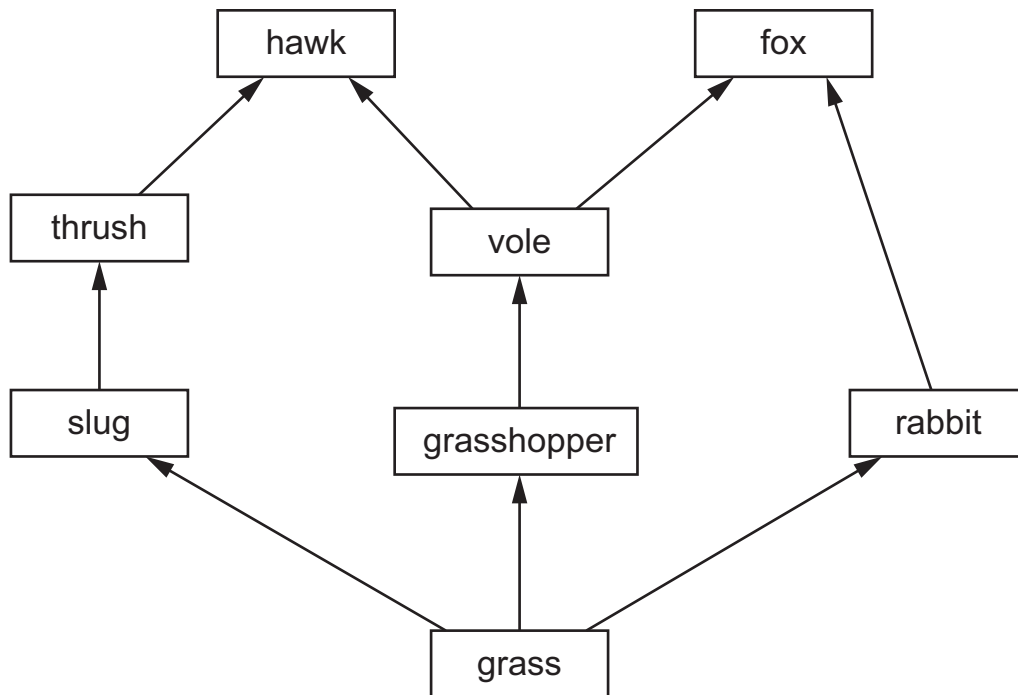 hawk
fox
thrush
vole
slug
grasshopper
rabbit
grass